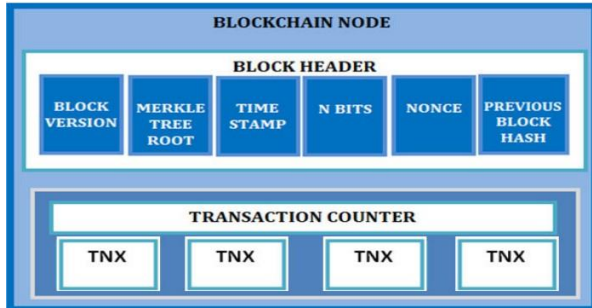 BLOCKCHAIN NODE
BLOCK HEADER
BLOCK
VERSION
MERKLE
TREE
ROOT
TIME
STAMP
N BITS
NONCE
PREVIOUS
BLOCK
HASH
TRANSACTION COUNTER
TNX
TNX
TNX
TNX